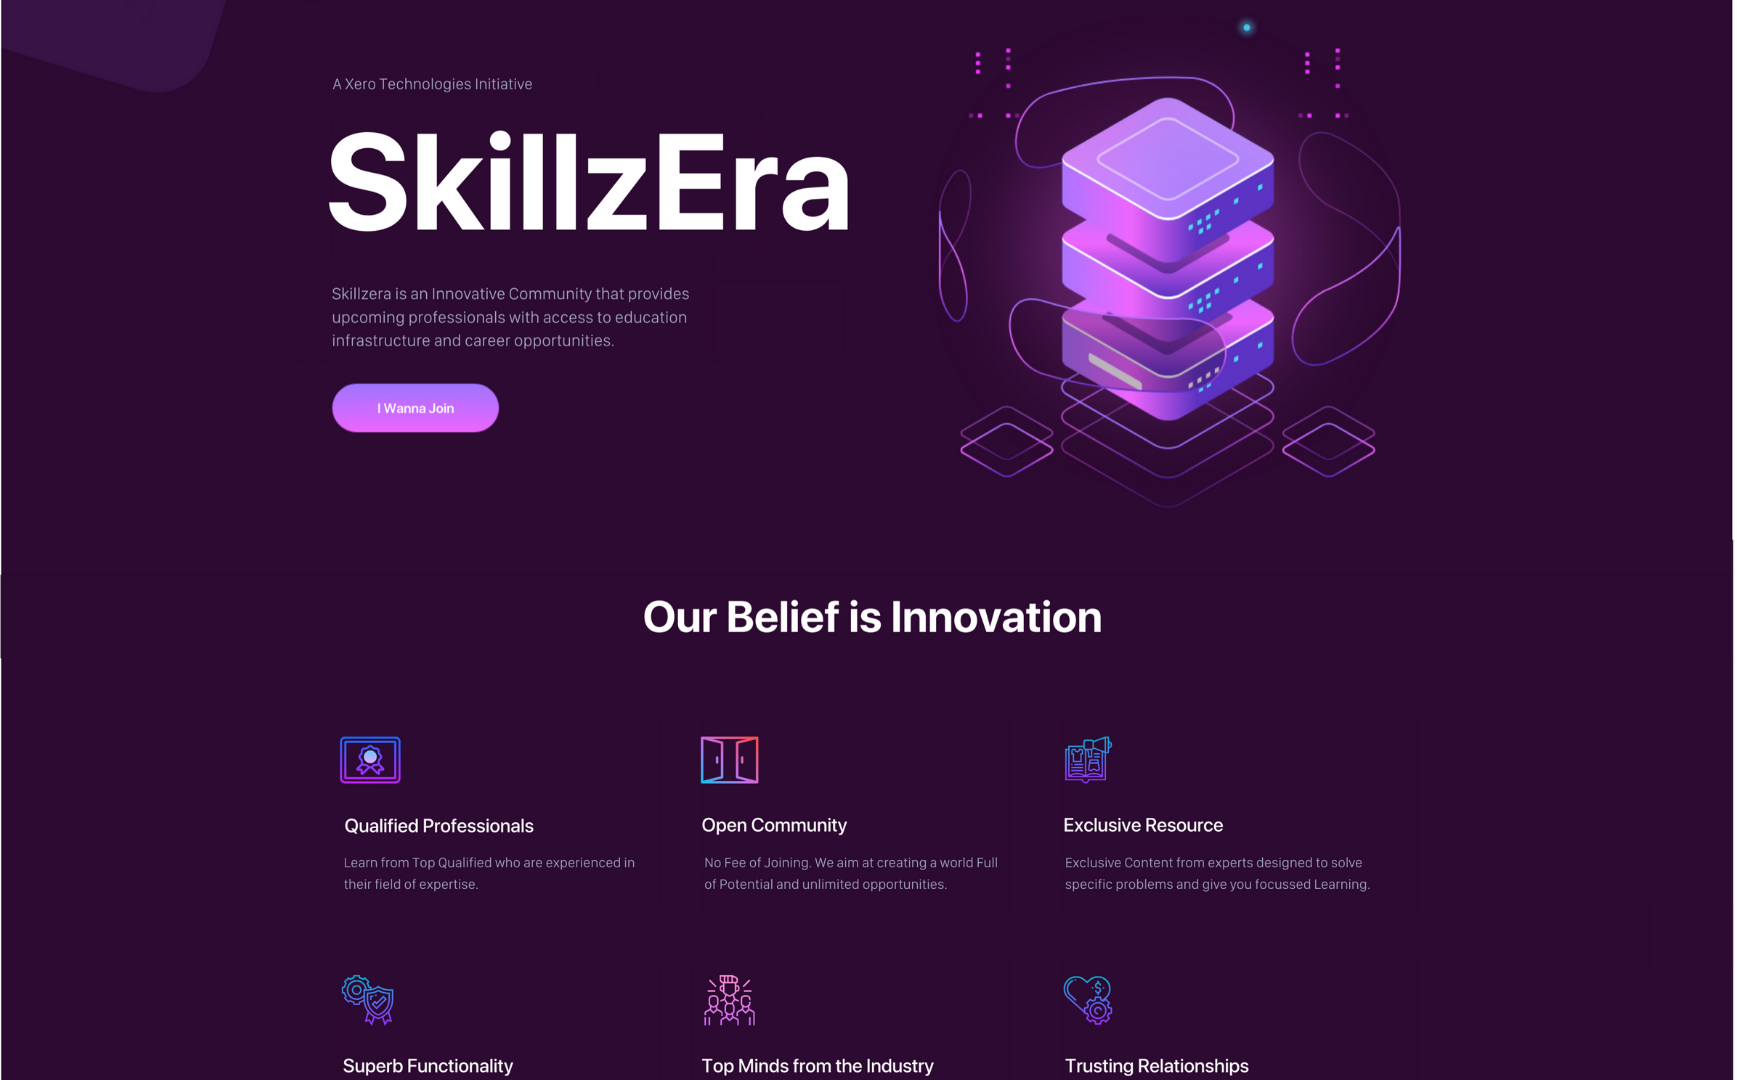 A Xero Technologies Initiative
SkillzEra
Skillzera is an Innovative Community that provides
upcoming professionals with access to education
infrastructure and career opportunities.
I Wanna Join
Our Belief is Innovation
Qualified Professionals
Learn from Top Qualified who are experienced in
their field of expertise.
Open Community
No Fee of Joining. We aim at creating a world Full
of Potential and unlimited opportunities.
Exclusive Resource
Exclusive Content from experts designed to solve
specific problems and give you focussed Learning.
Superb Functionality
Top Minds from the Industry
Trusting Relationships